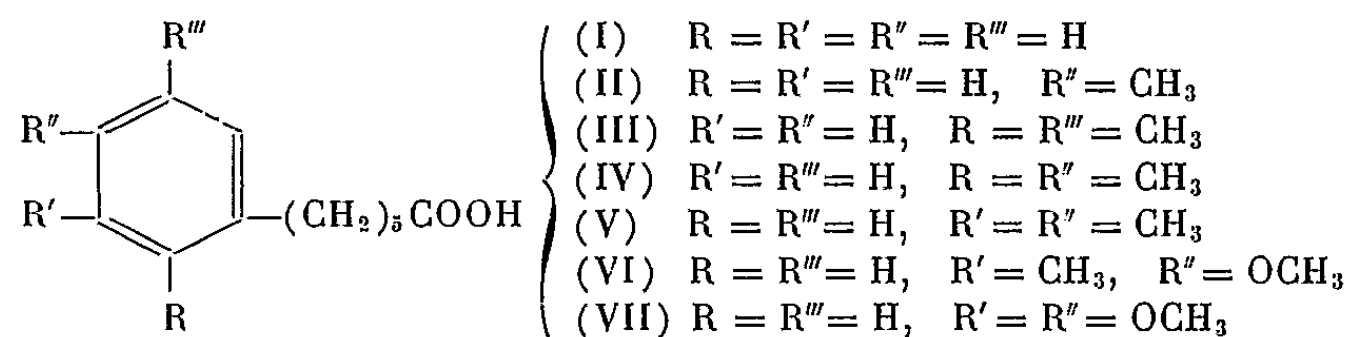 R‴
R″
R′
R
—(CH₂)₅COOH
(I) R = R′ = R″ = R‴ = H
(II) R = R′ = R‴ = H, R″ = CH₃
(III) R′ = R″ = H, R = R‴ = CH₃
(IV) R′ = R‴ = H, R = R″ = CH₃
(V) R = R‴ = H, R′ = R″ = CH₃
(VI) R = R‴ = H, R′ = CH₃, R″ = OCH₃
(VII) R = R‴ = H, R′ = R″ = OCH₃